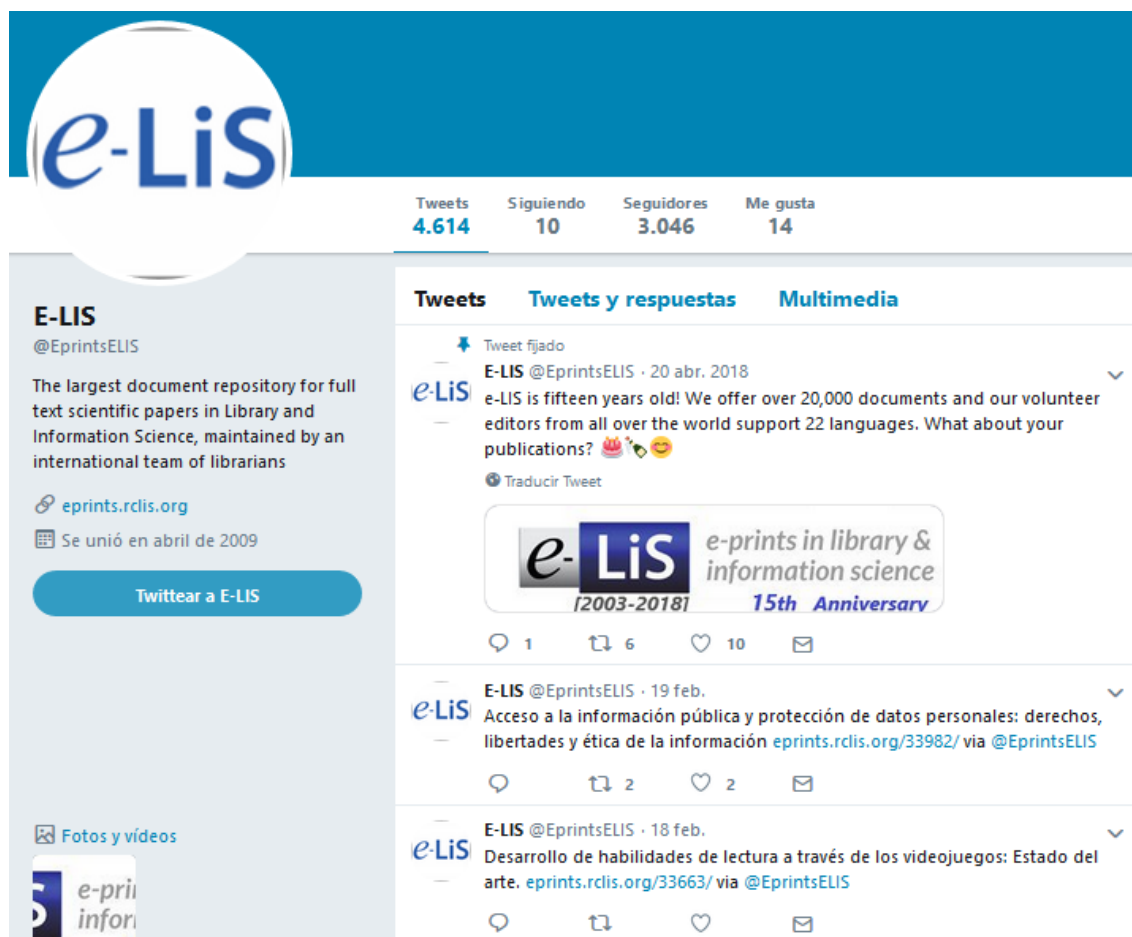 e-LiS
Tweets Siguiendo Seguidores Me gusta
4.614 10 3.046 14
E-LIS
@EprintsELIS
The largest document repository for full
text scientific papers in Library and
Information Science, maintained by an
international team of librarians
eprints.rclis.org
Se unió en abril de 2009
Twittear a E-LIS
Fotos y vídeos
e-pri
infor
Tweets Tweets y respuestas Multimedia
Tweet fijado
e-LiS
E-LIS @EprintsELIS · 20 abr. 2018
e-LIS is fifteen years old! We offer over 20,000 documents and our volunteer
editors from all over the world support 22 languages. What about your
publications? 🎂🍾😊
Traducir Tweet
e-LiS e-prints in library &
information science
[2003-2018] 15th Anniversary
1 6 10
e-LiS
E-LIS @EprintsELIS · 19 feb.
Acceso a la información pública y protección de datos personales: derechos,
libertades y ética de la información eprints.rclis.org/33982/ via @EprintsELIS
2 2
e-LiS
E-LIS @EprintsELIS · 18 feb.
Desarrollo de habilidades de lectura a través de los videojuegos: Estado del
arte. eprints.rclis.org/33663/ via @EprintsELIS